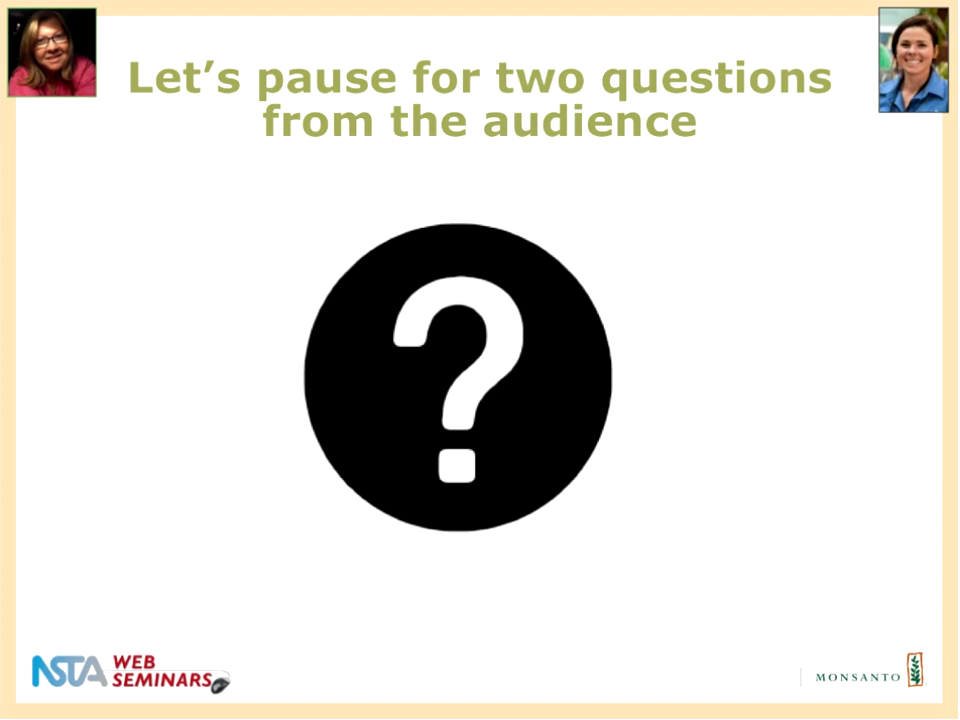 Let’s pause for two questions
from the audience
?
NSTA WEB
SEMINARS
MONSANTO